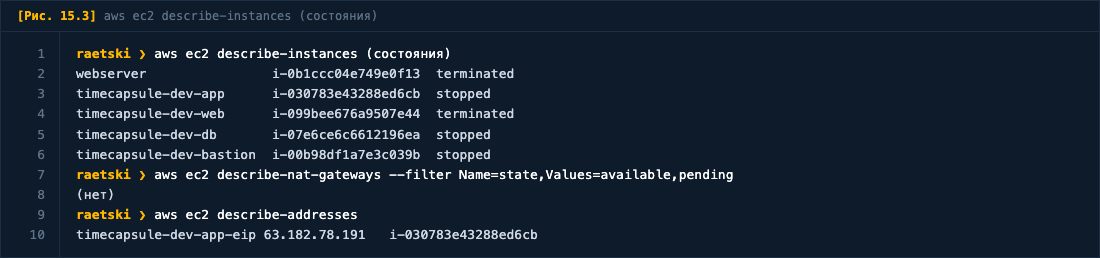 [Рис. 15.3] aws ec2 describe-instances (состояния)
1 raetski ❯ aws ec2 describe-instances (состояния)
2 webserver i-0b1ccc04e749e0f13 terminated
3 timecapsule-dev-app i-030783e43288ed6cb stopped
4 timecapsule-dev-web i-099bee676a9507e44 terminated
5 timecapsule-dev-db i-07e6ce6c6612196ea stopped
6 timecapsule-dev-bastion i-00b98df1a7e3c039b stopped
7 raetski ❯ aws ec2 describe-nat-gateways --filter Name=state,Values=available,pending
8 (нет)
9 raetski ❯ aws ec2 describe-addresses
10 timecapsule-dev-app-eip 63.182.78.191 i-030783e43288ed6cb